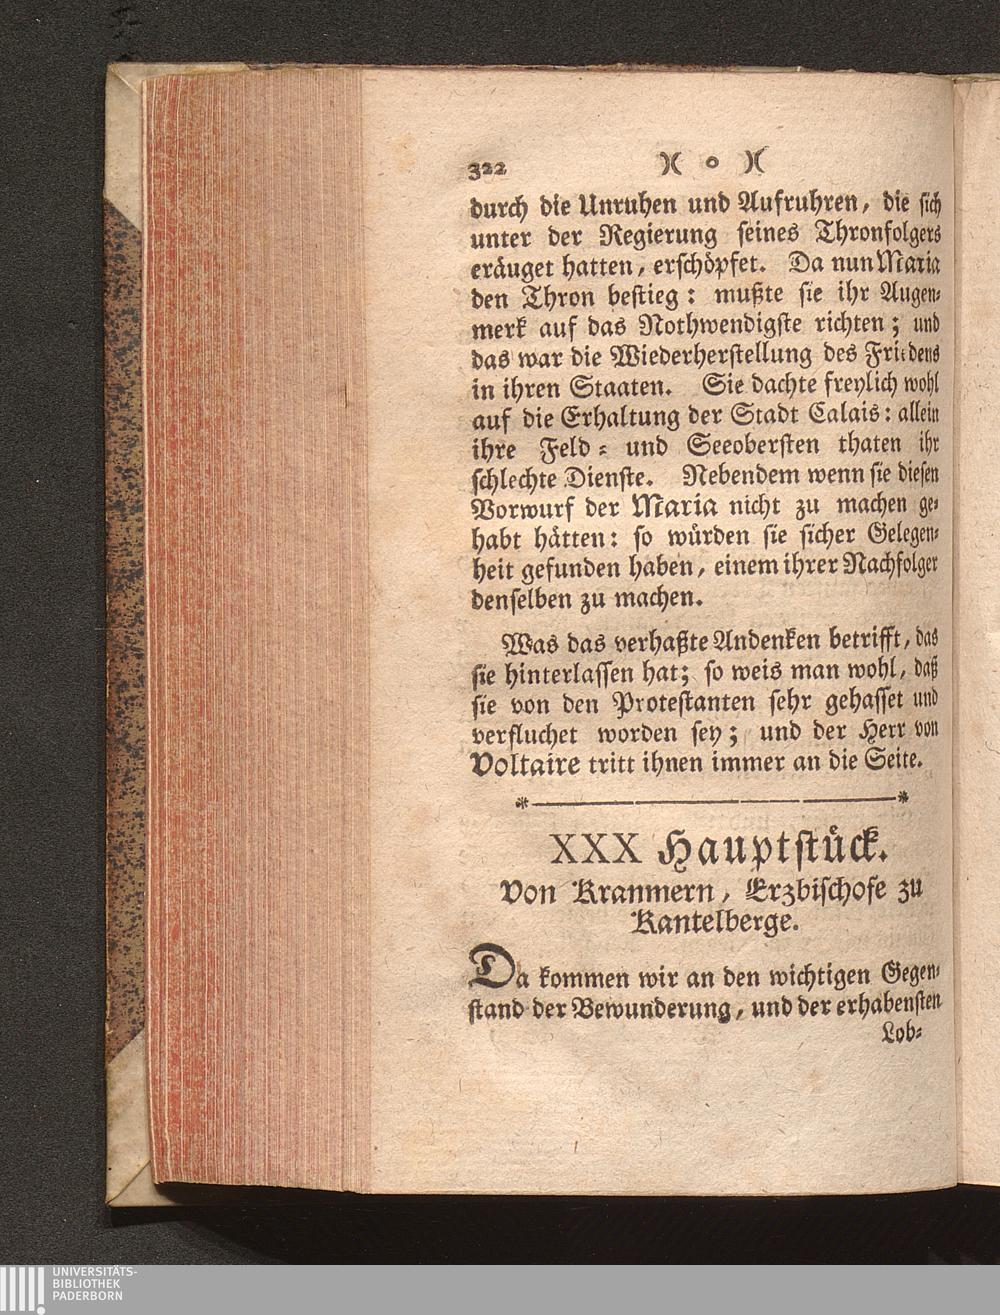 322 )( o )(
durch die Unruhen und Aufruhren, die sich
unter der Regierung seines Thronfolgers
eräuget hatten, erschöpfet. Da nun Maria
den Thron bestieg: mußte sie ihr Augen-
merk auf das Nothwendigste richten; und
das war die Wiederherstellung des Friedens
in ihren Staaten. Sie dachte freylich wohl
auf die Erhaltung der Stadt Calais: allein
ihre Feld- und Seeobersten thaten ihr
schlechte Dienste. Nebendem wenn sie diesen
Vorwurf der Maria nicht zu machen ge-
habt hätten: so würden sie sicher Gelegen-
heit gefunden haben, einem ihrer Nachfolger
denselben zu machen.
Was das verhaßte Andenken betrifft, das
sie hinterlassen hat; so weis man wohl, daß
sie von den Protestanten sehr gehasset und
verfluchet worden sey; und der Herr von
Voltaire tritt ihnen immer an die Seite.
XXX Hauptstück.
Von Kranmern, Erzbischofe zu
Kantelberge.
Da kommen wir an den wichtigen Gegen-
stand der Bewunderung, und der erhabensten
Lob-
UNIVERSITÄTS-
BIBLIOTHEK
PADERBORN